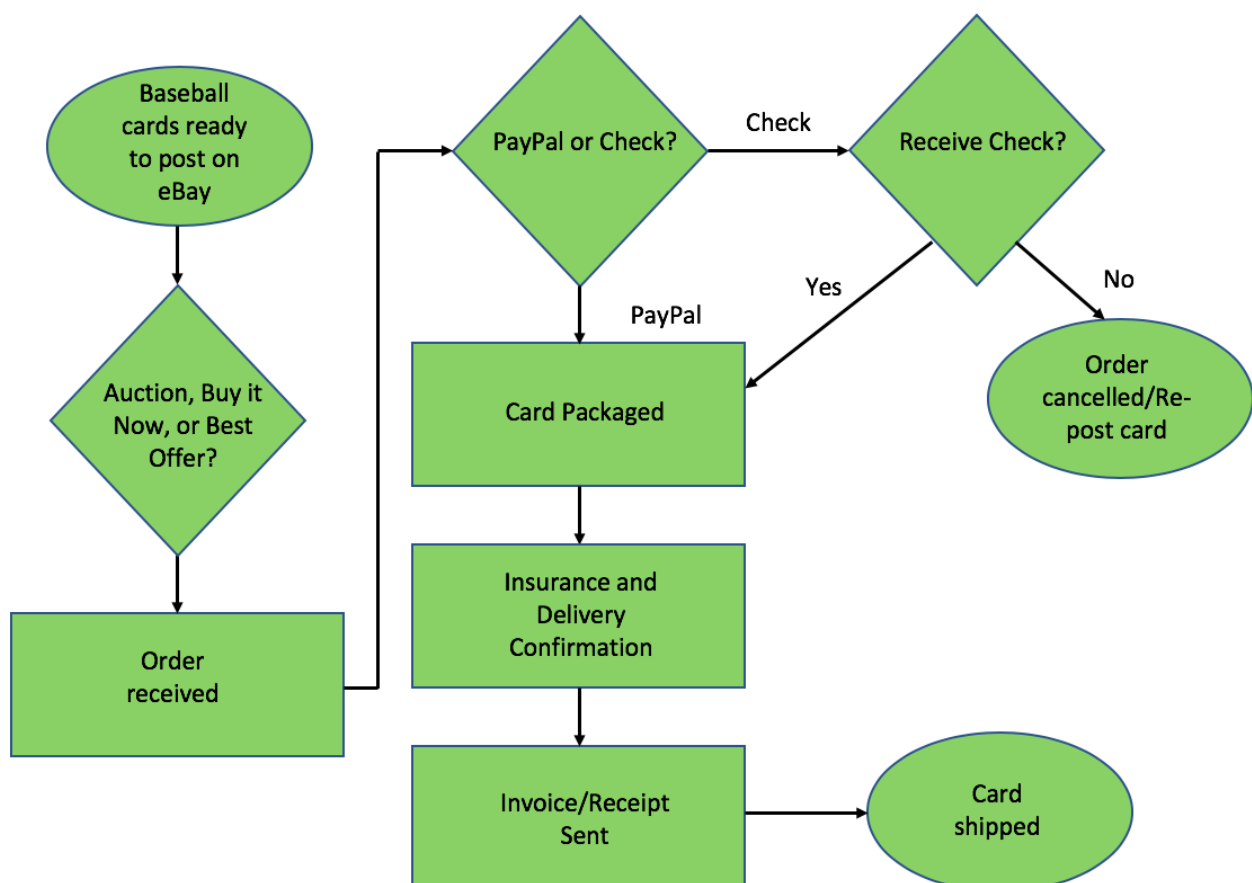 Baseball
cards ready
to post on
eBay
Auction, Buy it
Now, or Best
Offer?
Order
received
PayPal or Check?
Check
Receive Check?
Yes
No
PayPal
Order
cancelled/Re-
post card
Card Packaged
Insurance and
Delivery
Confirmation
Invoice/Receipt
Sent
Card
shipped